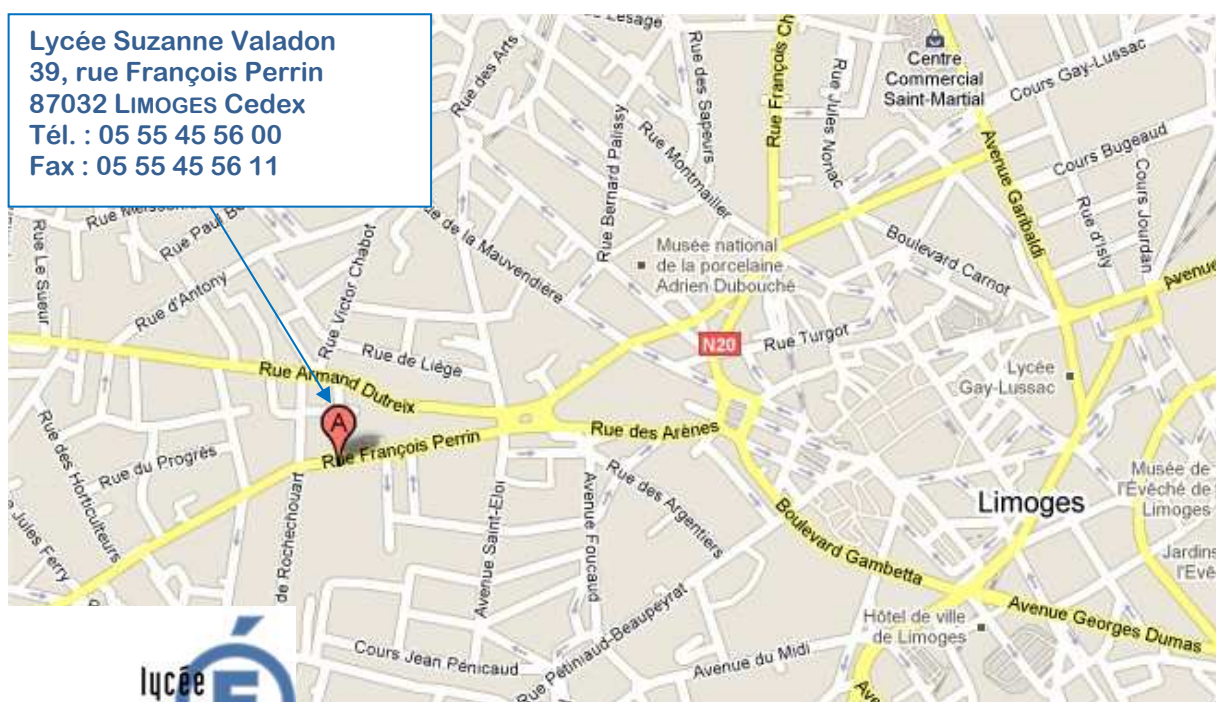 Lycée Suzanne Valadon
39, rue François Perrin
87032 LIMOGES Cedex
Tél. : 05 55 45 56 00
Fax : 05 55 45 56 11
Rue des Arts
Rue des Sapeurs
Rue François Ch
Rue Jules Noriac
Centre
Commercial
Saint-Martial
Cours Gay-Lussac
Avenue Garibaldi
Cours Bugeaud
Cours Jourdan
Rue d'Isly
Avenue
Boulevard Carnot
Rue Montmailler
Rue Bernard Palissy
Musée national
de la porcelaine
Adrien Dubouché
Rue de la Mauvendière
Rue Paul B
Rue Le Sueur
Rue d'Antony
Rue Victor Chabot
Rue de Liège
Rue Armand Dutreix
N20
Rue Turgot
Lycée
Gay-Lussac
A
Rue François Perrin
Rue des Arènes
Rue du Progrès
Rue des Horticulteurs
Jules Ferry
de Rochechouart
Avenue Saint-Eloi
Avenue Foucaud
Rue des Argentiers
Boulevard Gambetta
Limoges
Musée de
l'Évêché de
Limoges
Jardins
l'Evê
Avenue Georges Dumas
Hôtel de ville
de Limoges
Cours Jean Pénicaud
Rue Pétiniaud-Beaupeyrat
Avenue du Midi
Ave
lycée
É